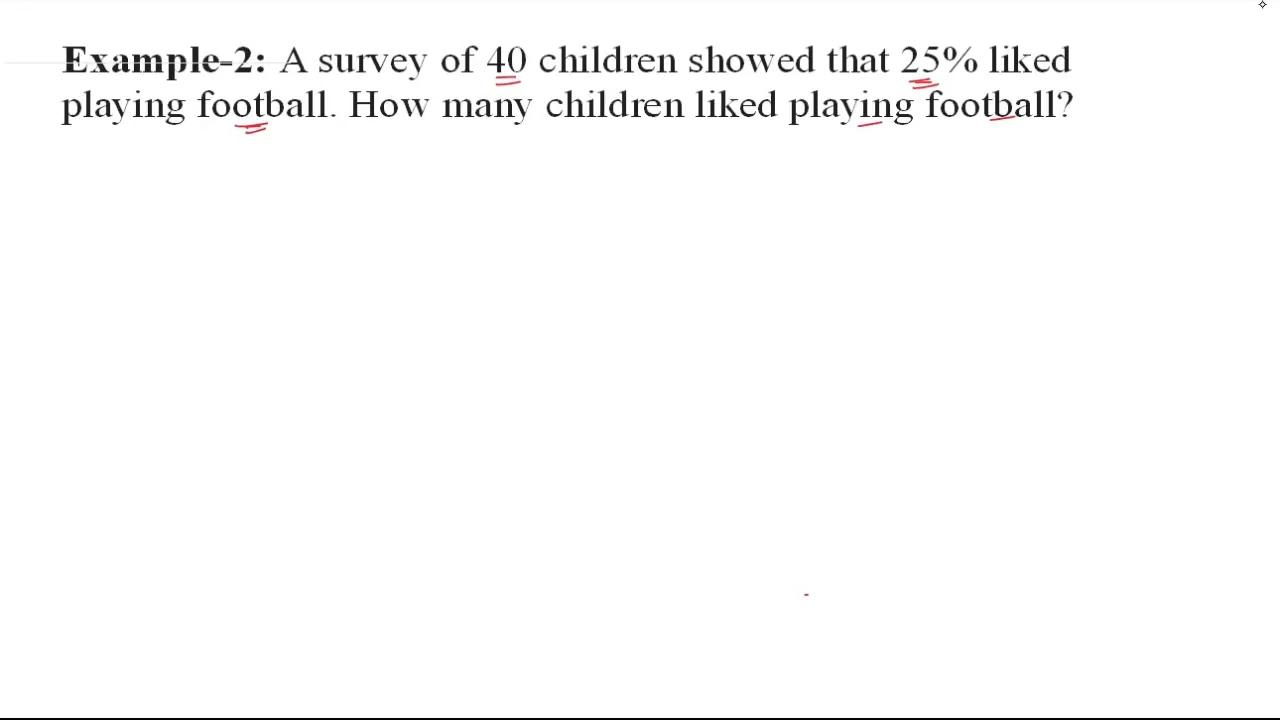 Example-2: A survey of 40 children showed that 25% liked
playing football. How many children liked playing football?